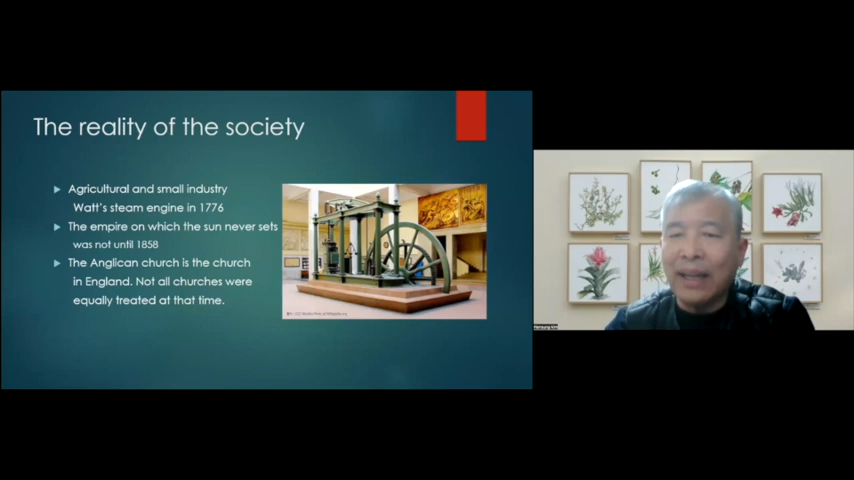 The reality of the society
Agricultural and small industry
Watt's steam engine in 1776
The empire on which the sun never sets
was not until 1858
The Anglican church is the church
in England. Not all churches were
equally treated at that time.